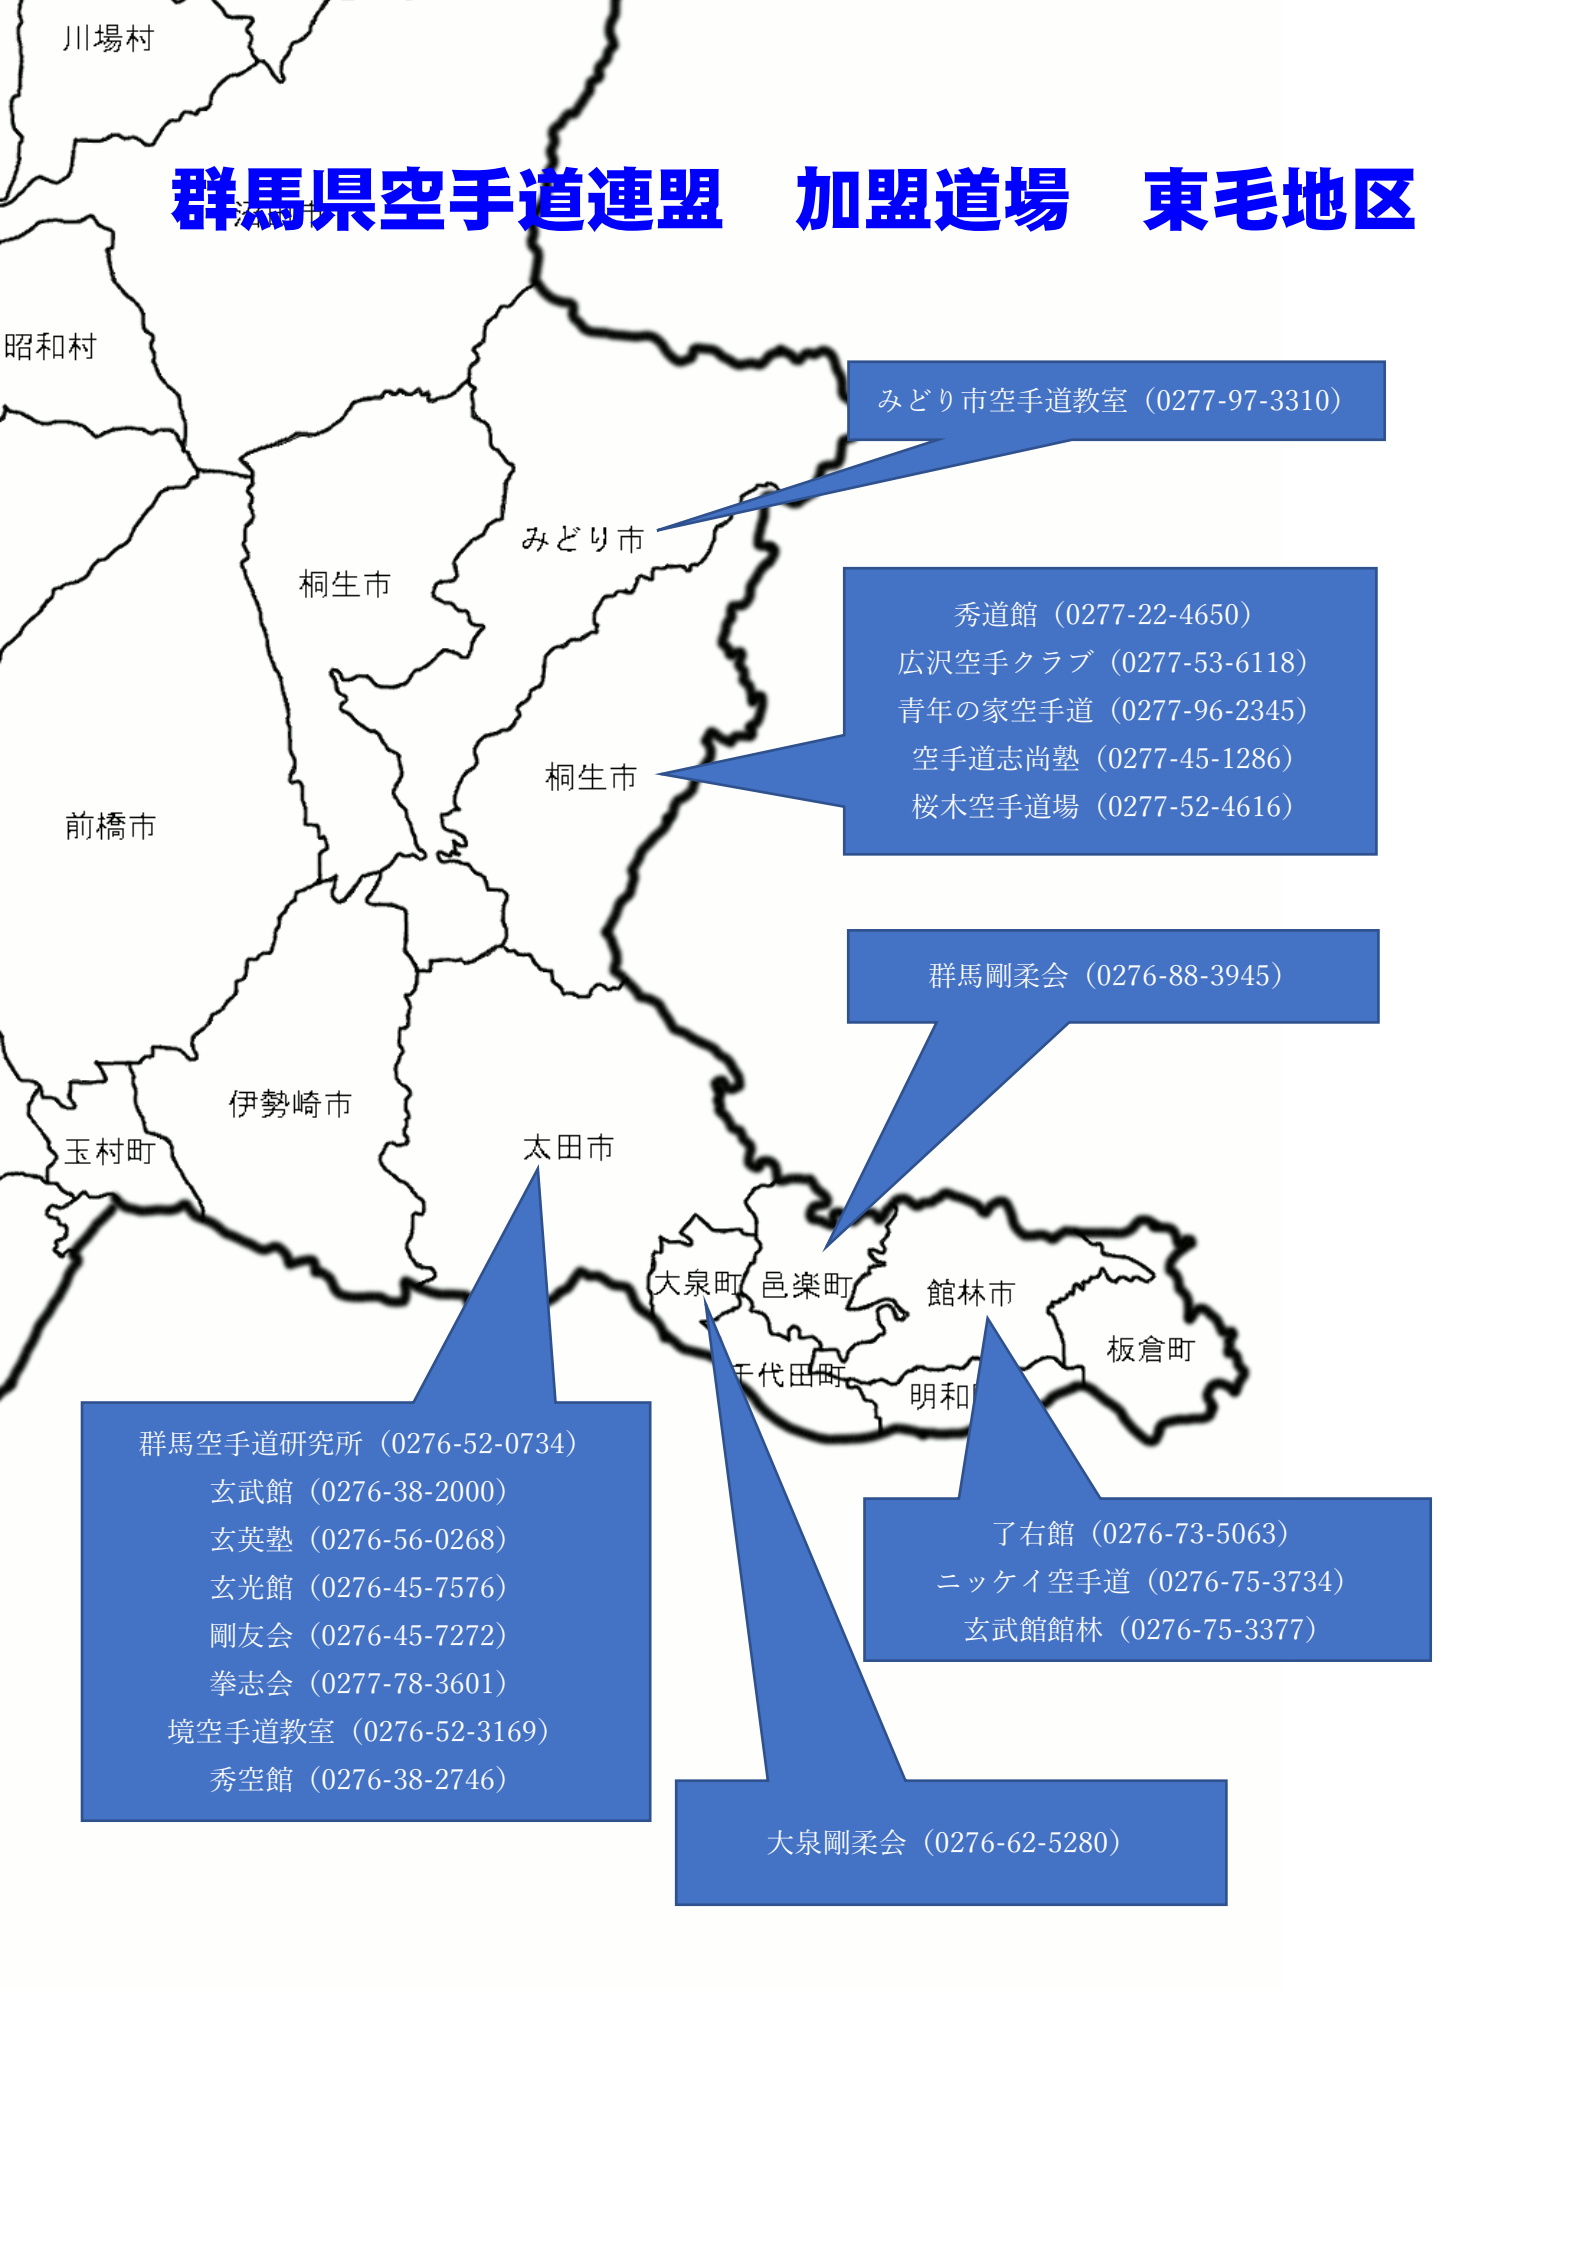 川場村
群馬県空手道連盟　加盟道場　東毛地区
沼田市
昭和村
みどり市空手道教室（0277-97-3310）
みどり市
桐生市
秀道館（0277-22-4650）
広沢空手クラブ（0277-53-6118）
青年の家空手道（0277-96-2345）
空手道志尚塾（0277-45-1286）
桜木空手道場（0277-52-4616）
桐生市
前橋市
群馬剛柔会（0276-88-3945）
伊勢崎市
玉村町
太田市
大泉町
邑楽町
館林市
板倉町
千代田町
明和
群馬空手道研究所（0276-52-0734）
玄武館（0276-38-2000）
玄英塾（0276-56-0268）
玄光館（0276-45-7576）
剛友会（0276-45-7272）
拳志会（0277-78-3601）
境空手道教室（0276-52-3169）
秀空館（0276-38-2746）
了右館（0276-73-5063）
ニッケイ空手道（0276-75-3734）
玄武館館林（0276-75-3377）
大泉剛柔会（0276-62-5280）